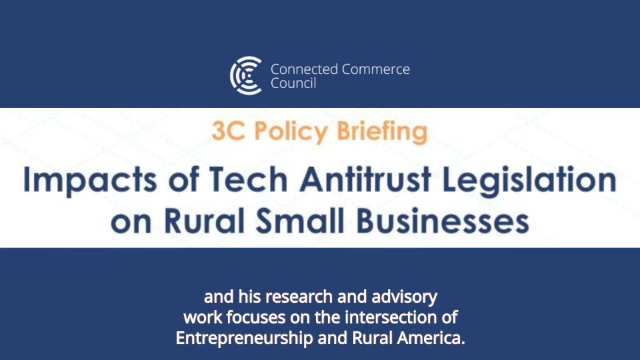 Connected Commerce
Council
3C Policy Briefing
Impacts of Tech Antitrust Legislation
on Rural Small Businesses
and his research and advisory
work focuses on the intersection of
Entrepreneurship and Rural America.